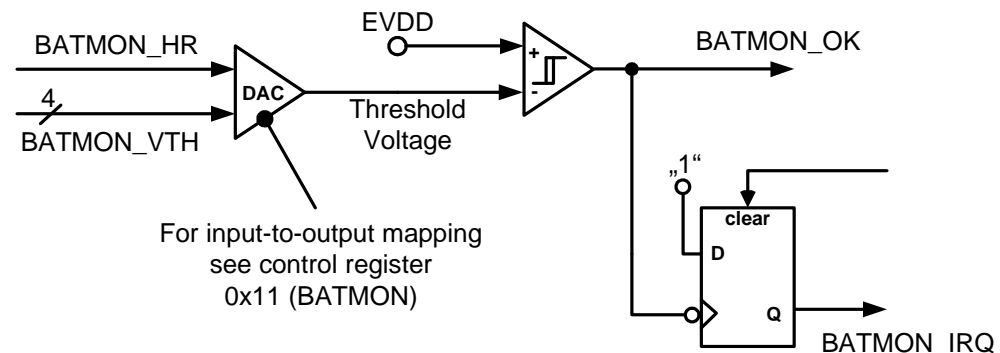 BATMON_HR
EVDD
BATMON_OK
+
DAC
-
4
BATMON_VTH
Threshold
Voltage
„1“
clear
For input-to-output mapping
see control register
0x11 (BATMON)
D
Q
BATMON_IRQ